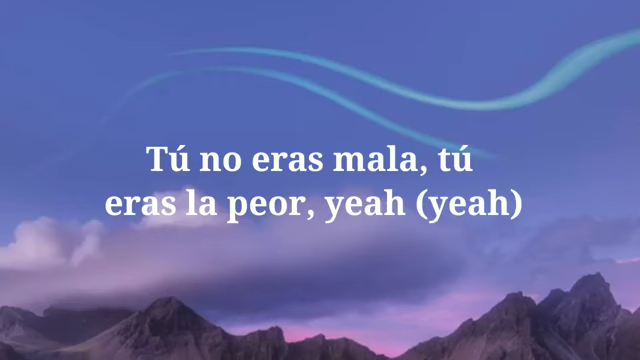 Tú no eras mala, tú
eras la peor, yeah (yeah)